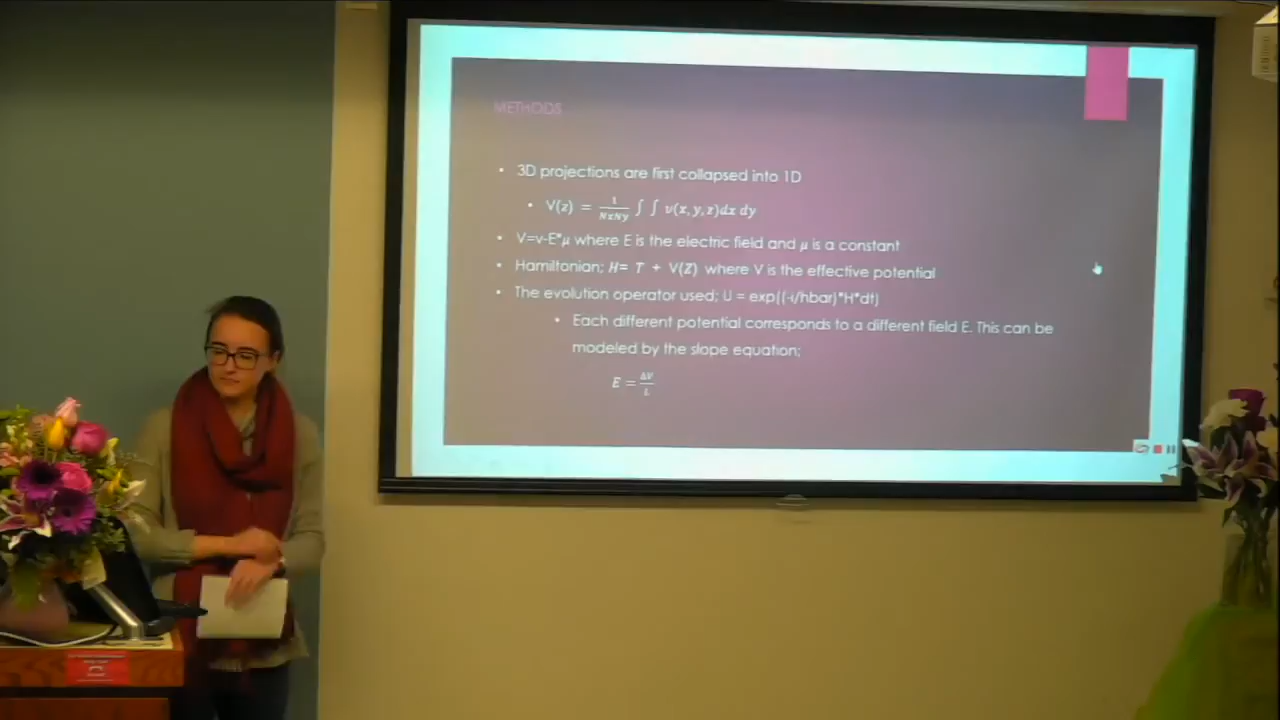 METHODS
• 3D projections are first collapsed into 1D
• V(z) = 1/NxNy ∫ ∫ v(x, y, z)dx dy
• V=v-E*μ where E is the electric field and μ is a constant
• Hamiltonian; H= T + V(Z) where V is the effective potential
• The evolution operator used; U = exp((-i/hbar)*H*dt)
• Each different potential corresponds to a different field E. This can be
modeled by the slope equation;
E = ΔV/L